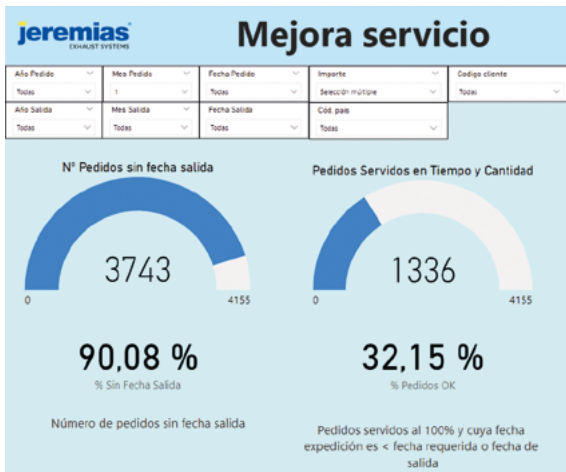 jeremias
EXHAUST SYSTEMS
Mejora servicio
Año Pedido
Mes Pedido
Fecha Pedido
Importe
Codigo cliente
Todas
1
Todas
Selección múltiple
Todas
Año Salida
Mes Salida
Fecha Salida
Cód. pais
Todas
Todas
Todas
Todas
Nº Pedidos sin fecha salida
Pedidos Servidos en Tiempo y Cantidad
3743
1336
0
4155
0
4155
90,08 %
32,15 %
% Sin Fecha Salida
% Pedidos OK
Número de pedidos sin fecha salida
Pedidos servidos al 100% y cuya fecha
expedición es < fecha requerida o fecha de
salida